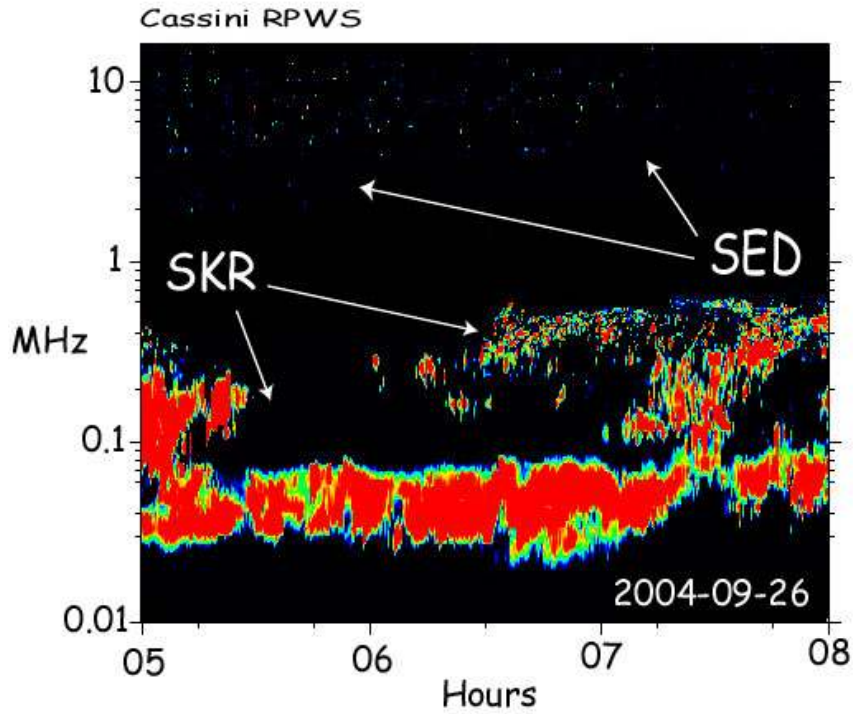 Cassini RPWS
10
SED
1
SKR
MHz
0.1
2004-09-26
0.01
05 06 07 08
Hours